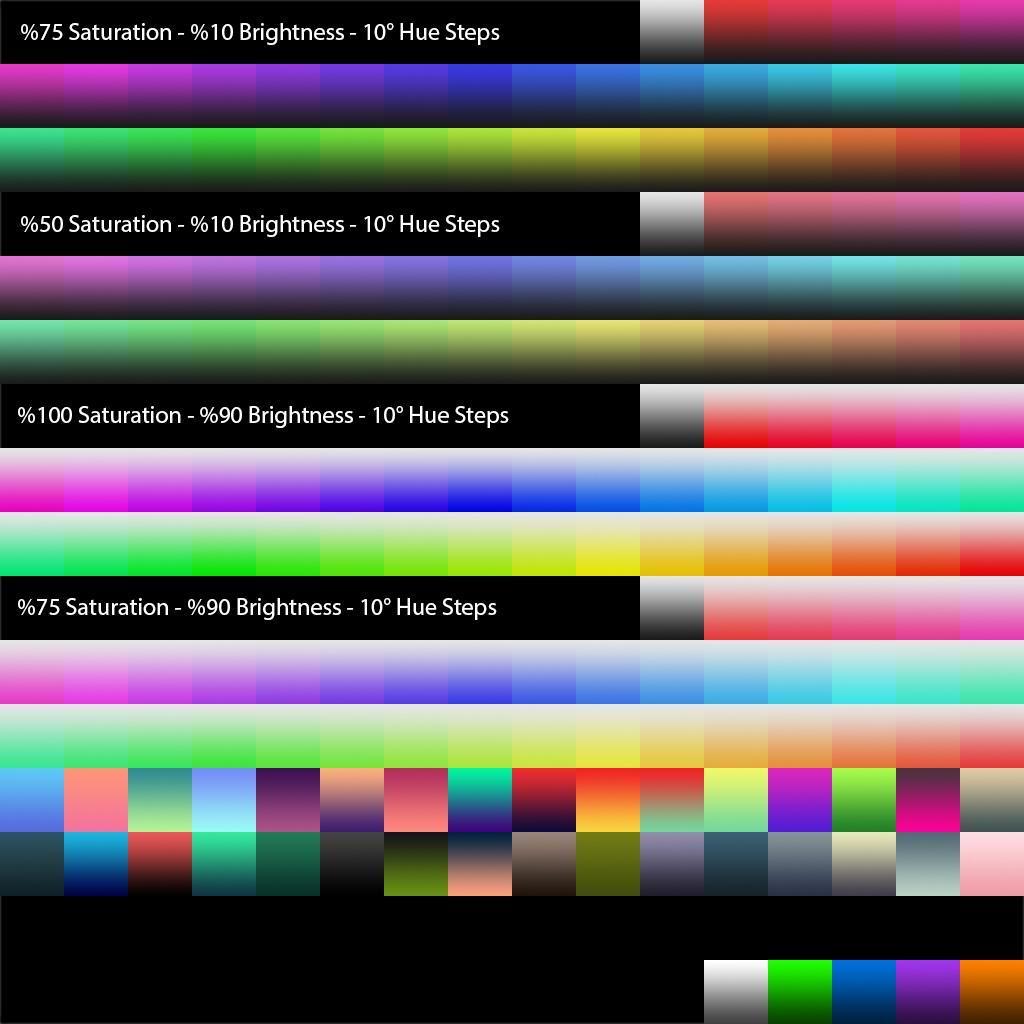 %75 Saturation - %10 Brightness - 10° Hue Steps
%50 Saturation - %10 Brightness - 10° Hue Steps
%100 Saturation - %90 Brightness - 10° Hue Steps
%75 Saturation - %90 Brightness - 10° Hue Steps